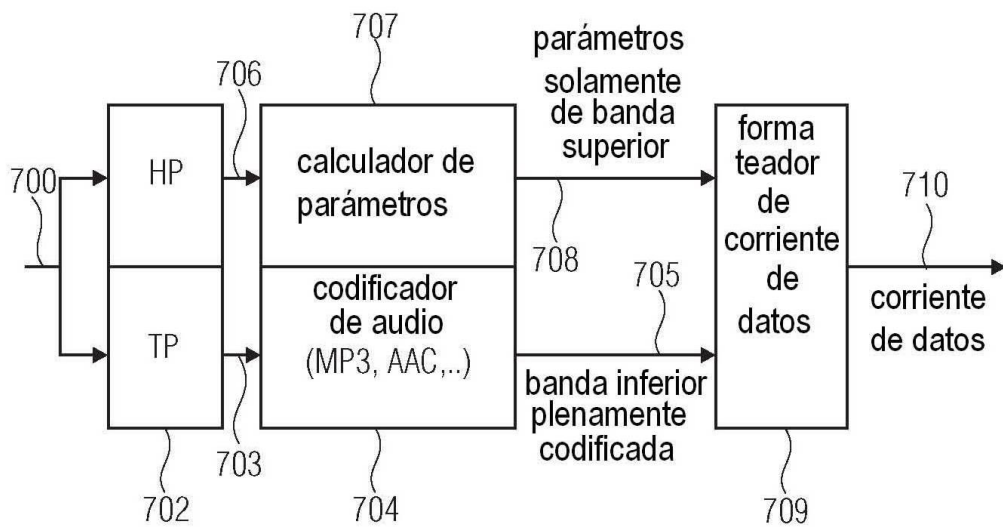 707
parámetros
solamente
de banda
superior
706
700
HP
calculador de
parámetros
708
forma
teador
de
corriente
de
datos
710
corriente
de datos
TP
codificador
de audio
(MP3, AAC,..)
705
banda inferior
plenamente
codificada
703
702
704
709